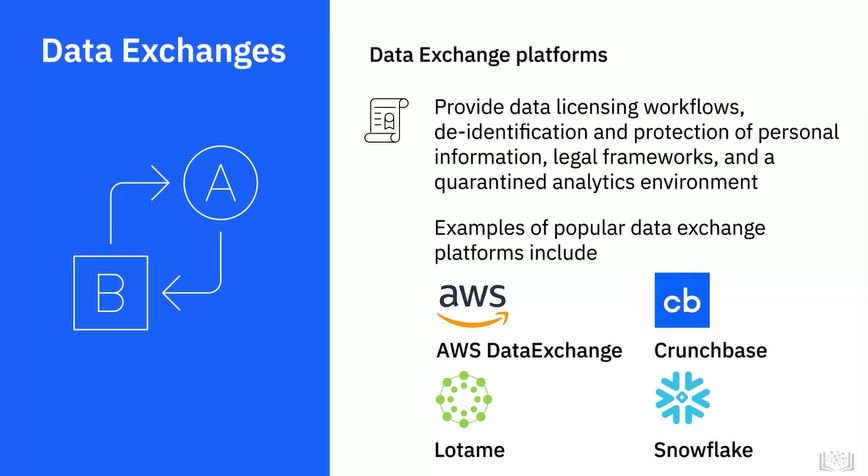 Data Exchanges
A
B
Data Exchange platforms
Provide data licensing workflows,
de-identification and protection of personal
information, legal frameworks, and a
quarantined analytics environment
Examples of popular data exchange
platforms include
aws
AWS DataExchange
cb
Crunchbase
Lotame
Snowflake